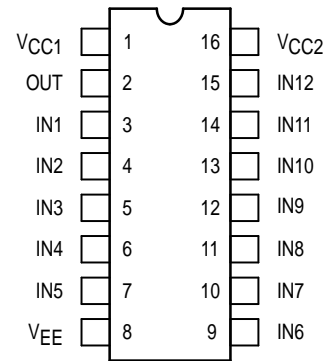 VCC1 1 16 VCC2
OUT 2 15 IN12
IN1 3 14 IN11
IN2 4 13 IN10
IN3 5 12 IN9
IN4 6 11 IN8
IN5 7 10 IN7
VEE 8 9 IN6